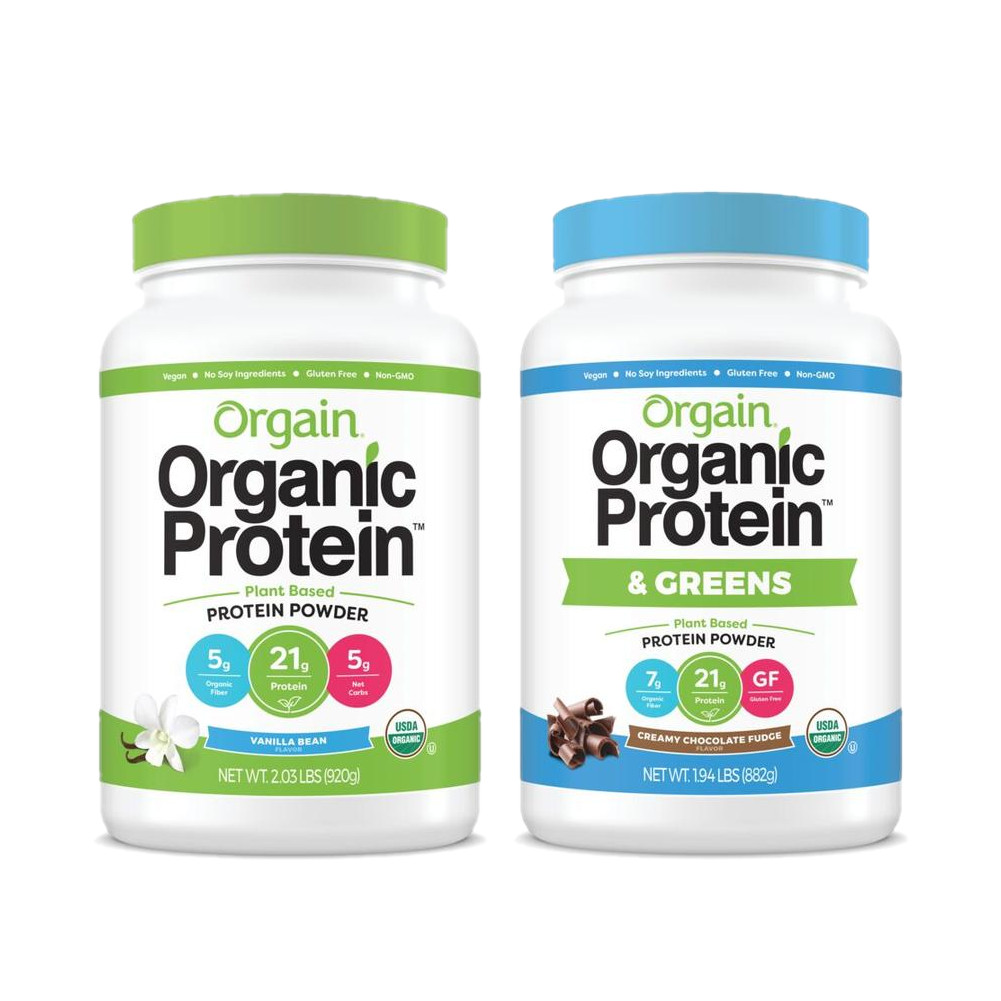 Vegan • No Soy Ingredients • Gluten Free • Non-GMO
Orgain®
Organic
Protein™
Plant Based
PROTEIN POWDER
5g
Organic
Fiber
21g
Protein
5g
Net
Carbs
VANILLA BEAN
FLAVOR
USDA
ORGANIC
U
NET WT. 2.03 LBS (920g)
Vegan • No Soy Ingredients • Gluten Free • Non-GMO
Orgain®
Organic
Protein™
& GREENS
Plant Based
PROTEIN POWDER
7g
Organic
Fiber
21g
Protein
GF
Gluten Free
CREAMY CHOCOLATE FUDGE
FLAVOR
USDA
ORGANIC
U
NET WT. 1.94 LBS (882g)